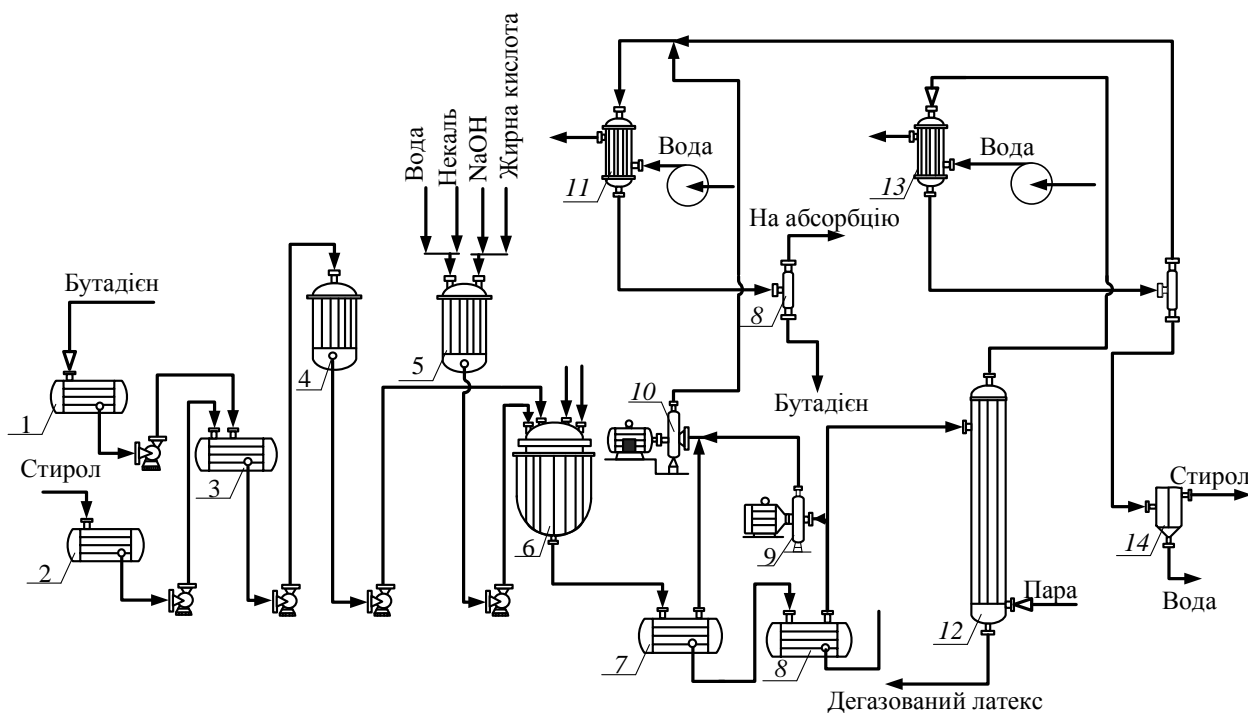 Вода
Некаль
NaOH
Жирна кислота
Вода
11
Вода
13
На абсорбцію
8
Бутадієн
Бутадієн
1
4
5
Стирол
3
2
6
10
9
7
8
12
Пара
Стирол
14
Вода
Дегазований латекс